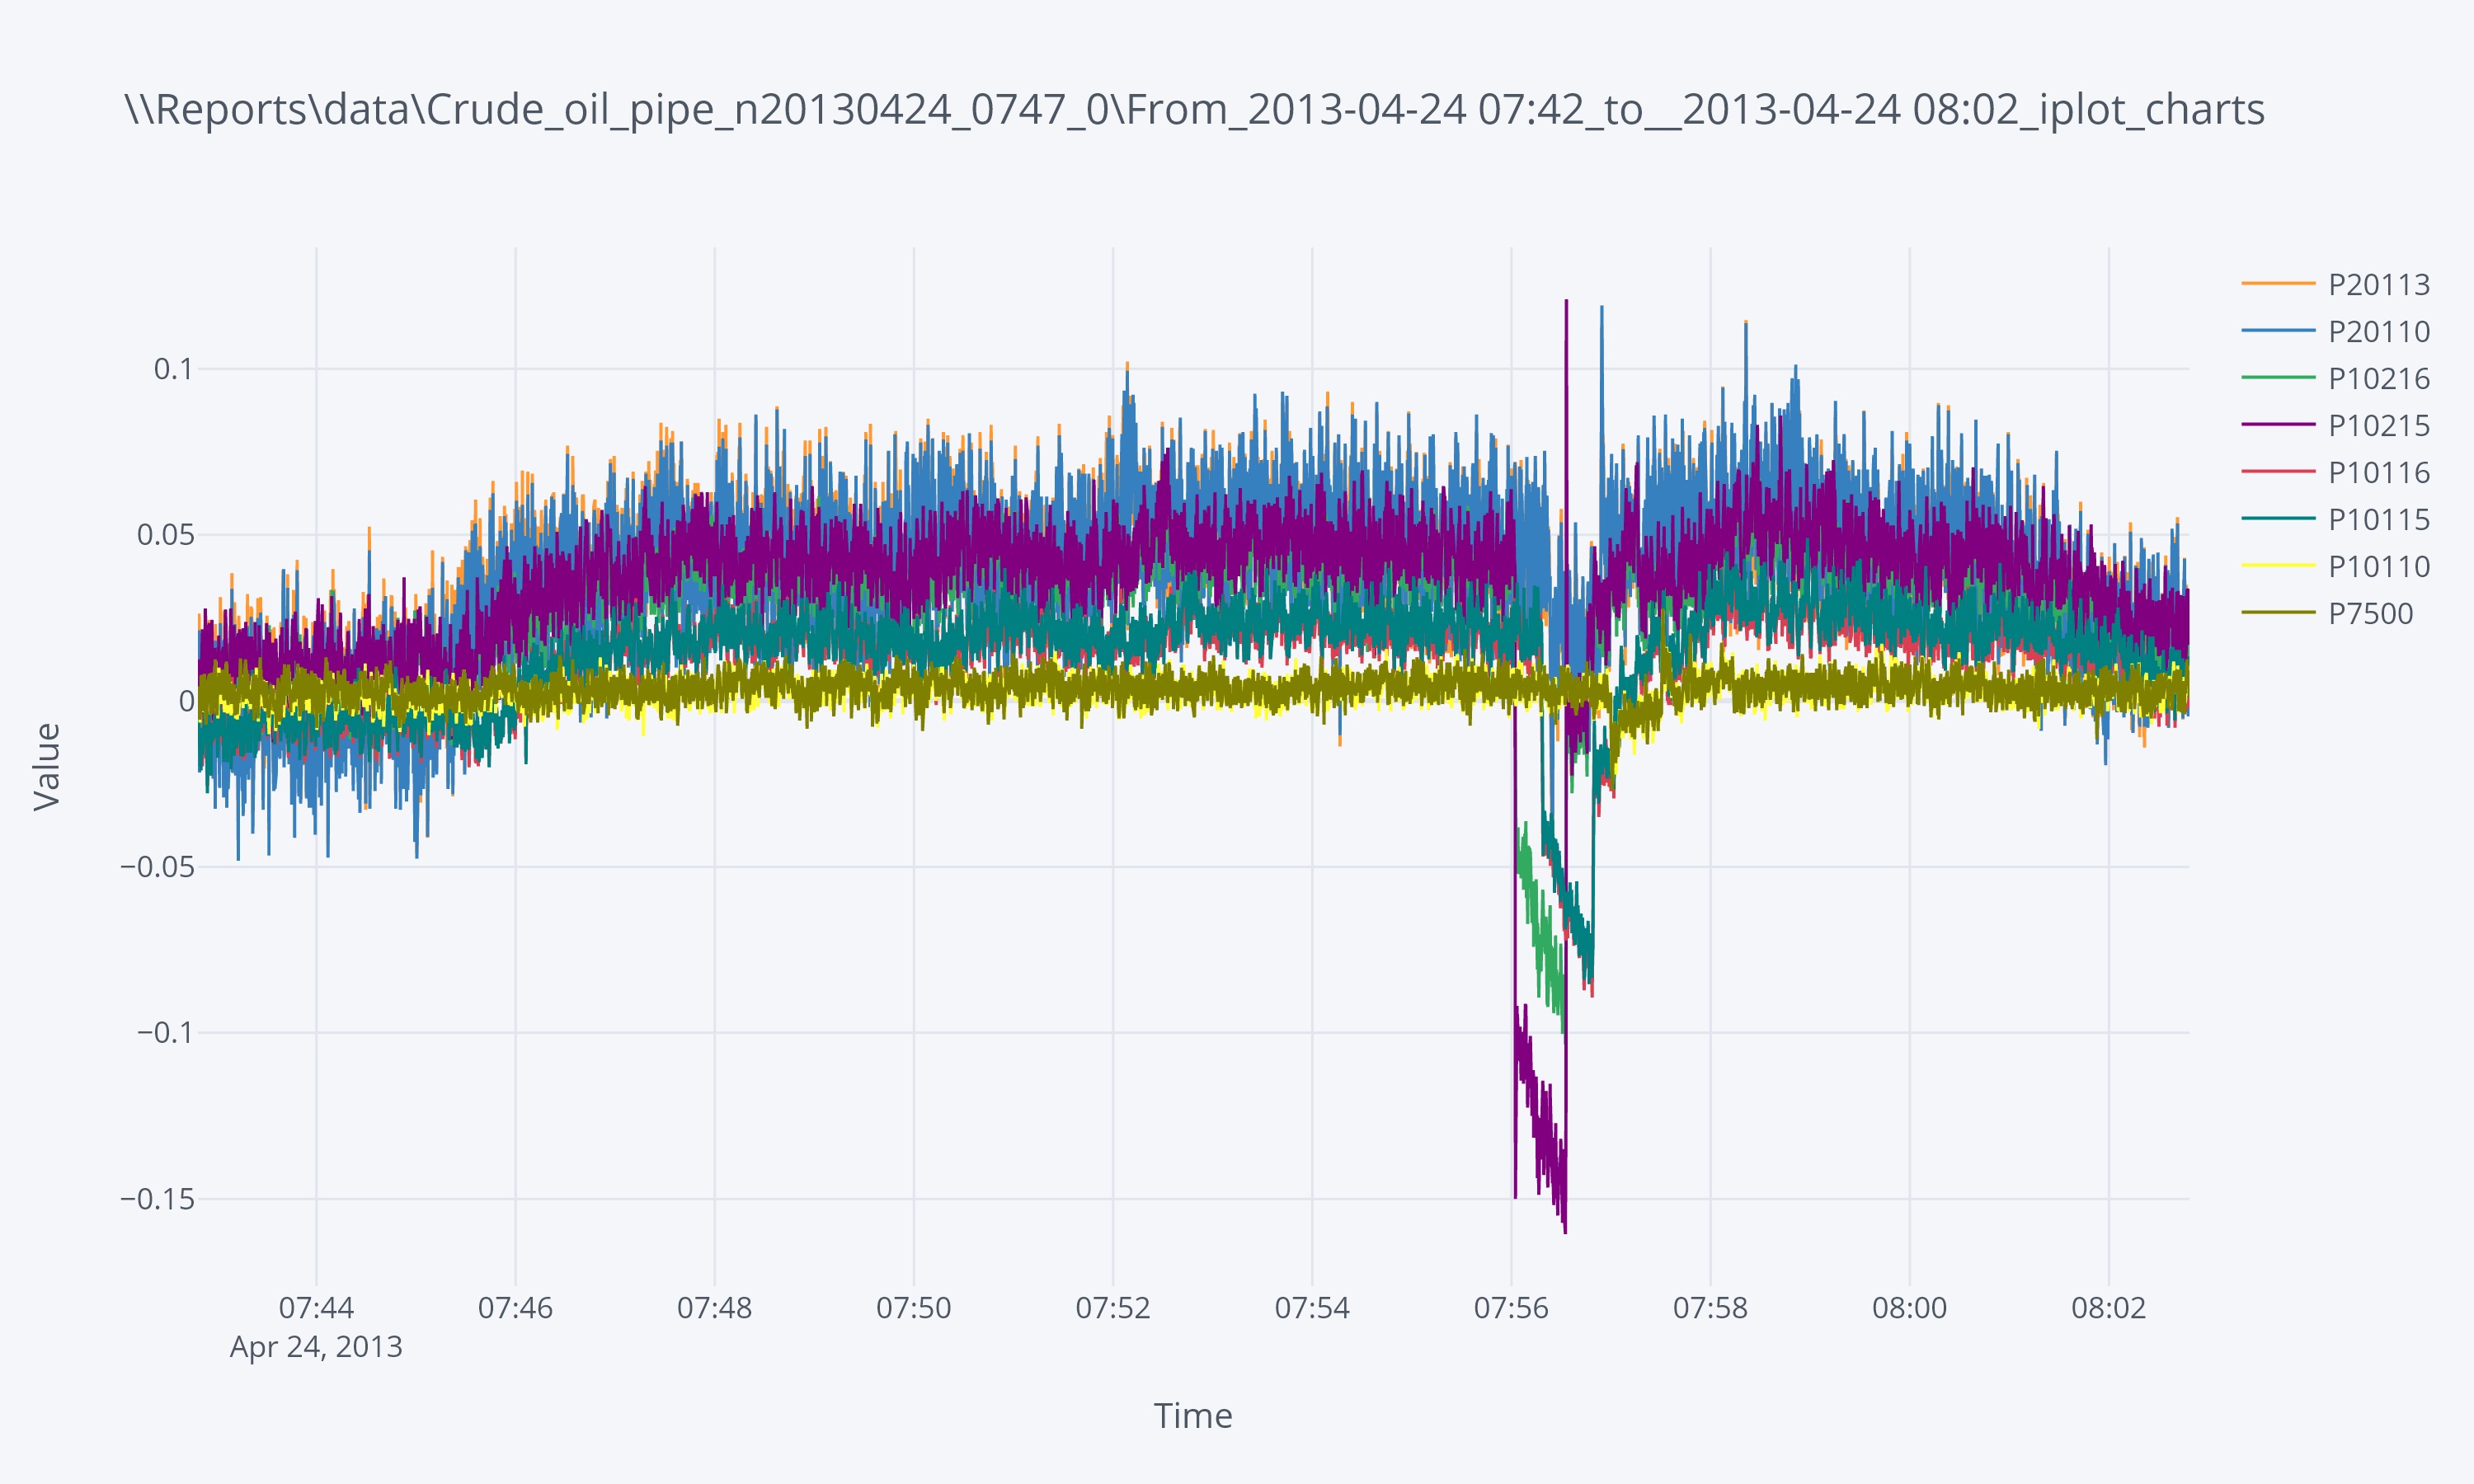 \\Reports\data\Crude_oil_pipe_n20130424_0747_0\From_2013-04-24 07:42_to__2013-04-24 08:02_iplot_charts
P20113
P20110
P10216
P10215
P10116
P10115
P10110
P7500
0.1
0.05
0
−0.05
−0.1
−0.15
Value
07:44 07:46 07:48 07:50 07:52 07:54 07:56 07:58 08:00 08:02
Apr 24, 2013
Time